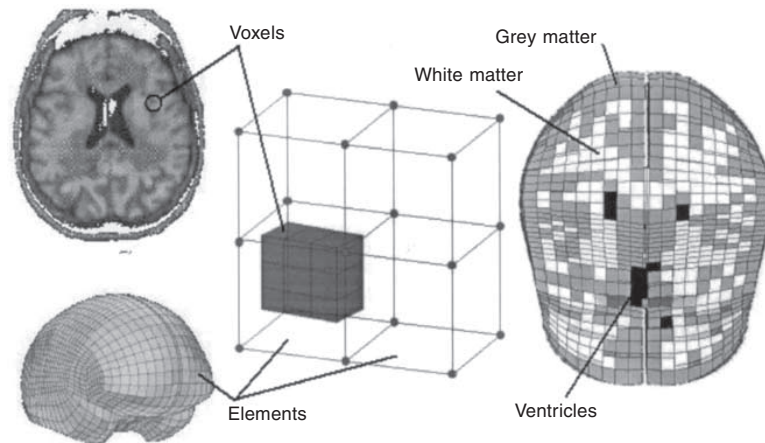 Voxels
Grey matter
White matter
Elements
Ventricles